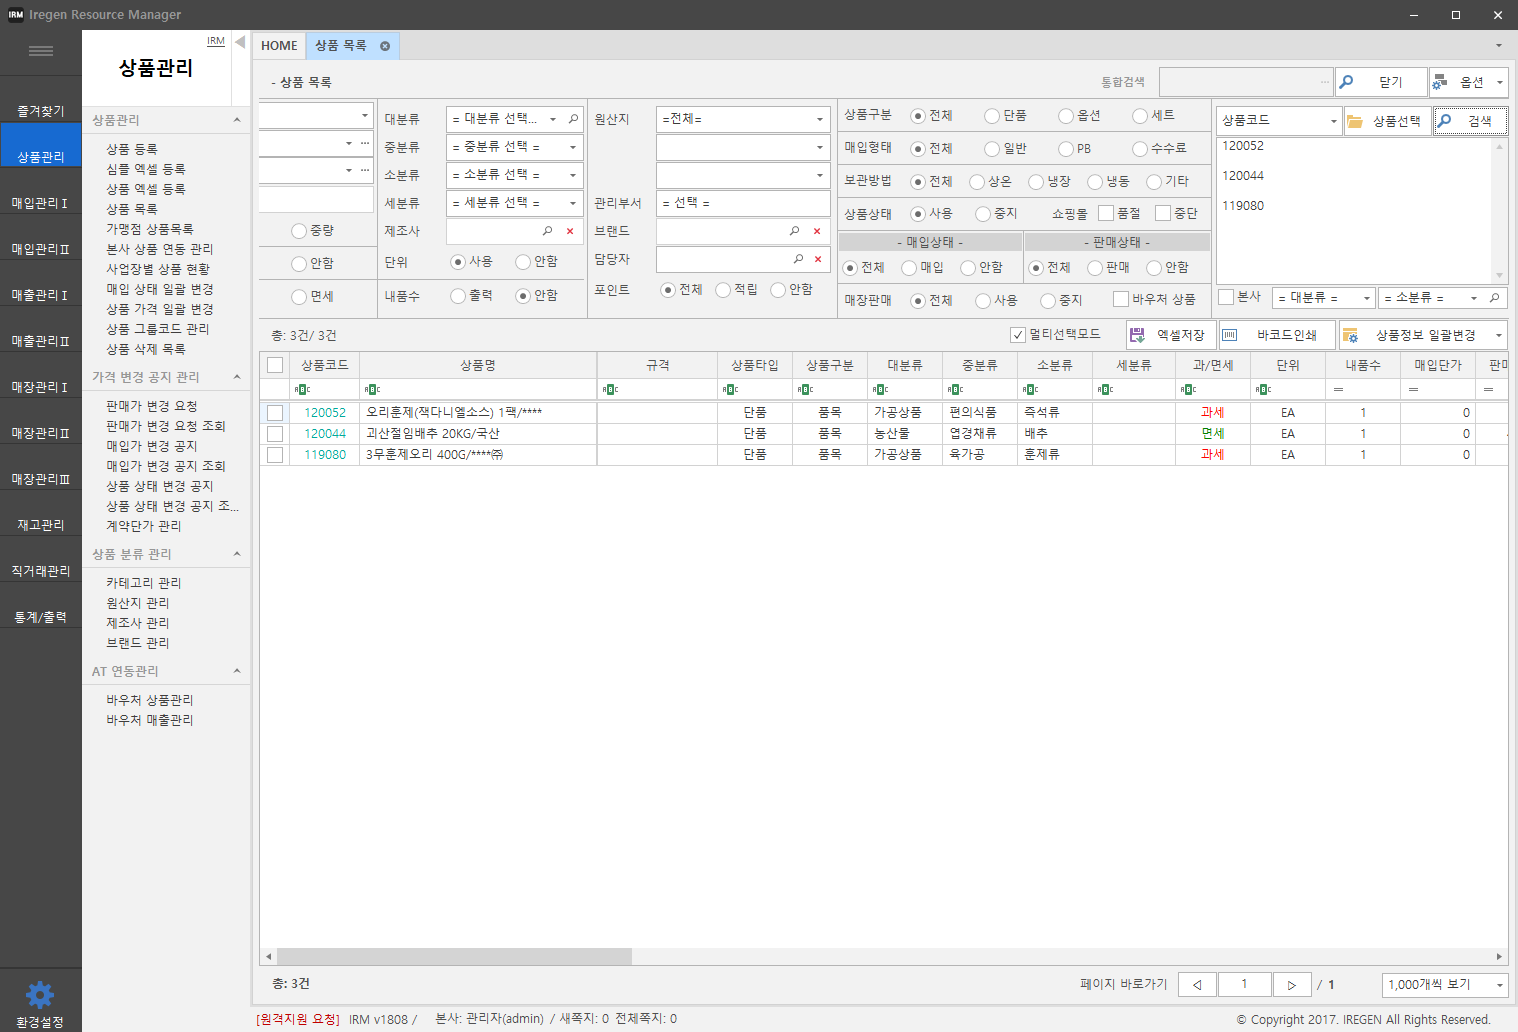 IRM Iregen Resource Manager
즐겨찾기
상품관리
매입관리 I
매입관리 II
매출관리 I
매출관리 II
매장관리 I
매장관리 II
매장관리 III
재고관리
직거래관리
통계/출력
환경설정
IRM
상품관리
상품관리
상품 등록
심플 엑셀 등록
상품 엑셀 등록
상품 목록
가맹점 상품목록
본사 상품 연동 관리
사업장별 상품 현황
매입 상태 일괄 변경
상품 가격 일괄 변경
상품 그룹코드 관리
상품 삭제 목록
가격 변경 공지 관리
판매가 변경 요청
판매가 변경 요청 조회
매입가 변경 공지
매입가 변경 공지 조회
상품 상태 변경 공지
상품 상태 변경 공지 조...
계약단가 관리
상품 분류 관리
카테고리 관리
원산지 관리
제조사 관리
브랜드 관리
AT 연동관리
바우처 상품관리
바우처 매출관리
HOME 상품 목록
- 상품 목록 통합검색 ... 닫기 옵션
중량
안함
면세
대분류 = 대분류 선택...
중분류 = 중분류 선택 =
소분류 = 소분류 선택 =
세분류 = 세분류 선택 =
제조사
단위 사용 안함
내품수 출력 안함
원산지 =전체=
관리부서 = 선택 =
브랜드
담당자
포인트 전체 적립 안함
상품구분 전체 단품 옵션 세트
매입형태 전체 일반 PB 수수료
보관방법 전체 상온 냉장 냉동 기타
상품상태 사용 중지 쇼핑몰 품절 중단
- 매입상태 - - 판매상태 -
전체 매입 안함 전체 판매 안함
매장판매 전체 사용 중지 바우처 상품
상품코드 상품선택 검색
120052
120044
119080
본사 = 대분류 = = 소분류 =
총: 3건/ 3건 멀티선택모드 엑셀저장 바코드인쇄 상품정보 일괄변경
상품코드 상품명 규격 상품타입 상품구분 대분류 중분류 소분류 세분류 과/면세 단위 내품수 매입단가
ABC ABC ABC ABC ABC ABC ABC ABC ABC ABC ABC = = =
120052 오리훈제(잭다니엘소스) 1팩/**** 단품 품목 가공상품 편의식품 즉석류 과세 EA 1 0
120044 괴산절임배추 20KG/국산 단품 품목 농산물 엽경채류 배추 면세 EA 1 0
119080 3무훈제오리 400G/****㈜ 단품 품목 가공상품 육가공 훈제류 과세 EA 1 0
총: 3건 페이지 바로가기 1 / 1 1,000개씩 보기
[원격지원 요청] IRM v1808 / 본사: 관리자(admin) / 새쪽지: 0 전체쪽지: 0 © Copyright 2017. IREGEN All Rights Reserved.